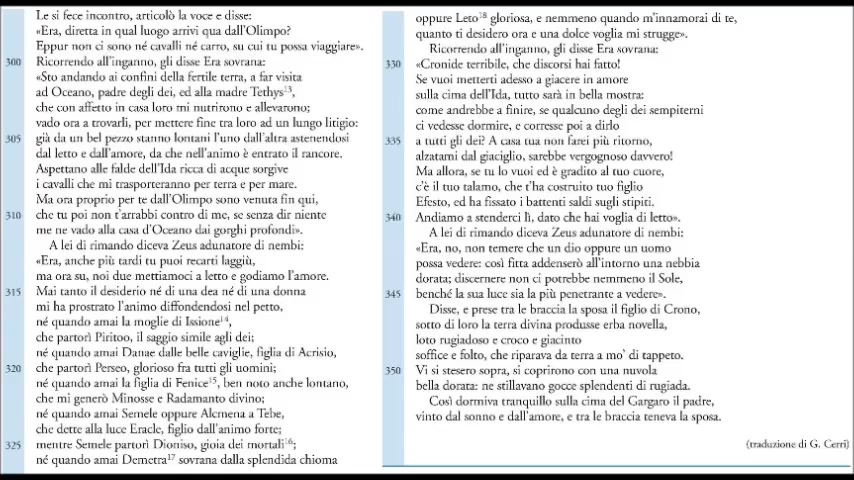 Le si fece incontro, articolò la voce e disse:
«Era, diretta in qual luogo arrivi qua dall'Olimpo?
Eppur non ci sono né cavalli né carro, su cui tu possa viaggiare».
300 Ricorrendo all'inganno, gli disse Era sovrana:
«Sto andando ai confini della fertile terra, a far visita
ad Oceano, padre degli dei, ed alla madre Tethys¹³,
che con affetto in casa loro mi nutrirono e allevarono;
vado ora a trovarli, per mettere fine tra loro ad un lungo litigio:
305 già da un bel pezzo stanno lontani l'uno dall'altra astenendosi
dal letto e dall'amore, da che nell'animo è entrato il rancore.
Aspettano alle falde dell'Ida ricca di acque sorgive
i cavalli che mi trasporteranno per terra e per mare.
Ma ora proprio per te dall'Olimpo sono venuta fin qui,
310 che tu poi non t'arrabbi contro di me, se senza dir niente
me ne vado alla casa d'Oceano dai gorghi profondi».
A lei di rimando diceva Zeus adunatore di nembi:
«Era, anche più tardi tu puoi recarti laggiù,
ma ora su, noi due mettiamoci a letto e godiamo l'amore.
315 Mai tanto il desiderio né di una dea né di una donna
mi ha prostrato l'animo diffondendosi nel petto,
né quando amai la moglie di Issione¹⁴,
che partorì Piritoo, il saggio simile agli dei;
né quando amai Danae dalle belle caviglie, figlia di Acrisio,
320 che partorì Perseo, glorioso fra tutti gli uomini;
né quando amai la figlia di Fenice¹⁵, ben noto anche lontano,
che mi generò Minosse e Radamanto divino;
né quando amai Semele oppure Alcmena a Tebe,
che dette alla luce Eracle, figlio dall'animo forte;
mentre Semele partorì Dioniso, gioia dei mortali¹⁶;
325 né quando amai Demetra¹⁷ sovrana dalla splendida chioma
oppure Leto¹⁸ gloriosa, e nemmeno quando m'innamorai di te,
quanto ti desidero ora e una dolce voglia mi strugge».
Ricorrendo all'inganno, gli disse Era sovrana:
330 «Cronide terribile, che discorsi hai fatto!
Se vuoi metterti adesso a giacere in amore
sulla cima dell'Ida, tutto sarà in bella mostra:
come andrebbe a finire, se qualcuno degli dei sempiterni
ci vedesse dormire, e corresse poi a dirlo
335 a tutti gli dei? A casa tua non farei più ritorno,
alzatami dal giaciglio, sarebbe vergognoso davvero!
Ma allora, se tu lo vuoi ed è gradito al tuo cuore,
c'è il tuo talamo, che t'ha costruito tuo figlio
Efesto, ed ha fissato i battenti saldi sugli stipiti.
340 Andiamo a stenderci lì, dato che hai voglia di letto».
A lei di rimando diceva Zeus adunatore di nembi:
«Era, no, non temere che un dio oppure un uomo
possa vedere: così fitta addenserò all'intorno una nebbia
dorata; discernere non ci potrebbe nemmeno il Sole,
345 benché la sua luce sia la più penetrante a vedere».
Disse, e prese tra le braccia la sposa il figlio di Crono,
sotto di loro la terra divina produsse erba novella,
loto rugiadoso e croco e giacinto
soffice e folto, che riparava da terra a mo' di tappeto.
350 Vi si stesero sopra, si coprirono con una nuvola
bella dorata: ne stillavano gocce splendenti di rugiada.
Così dormiva tranquillo sulla cima del Gargaro il padre,
vinto dal sonno e dall'amore, e tra le braccia teneva la sposa.
(traduzione di G. Cerri)